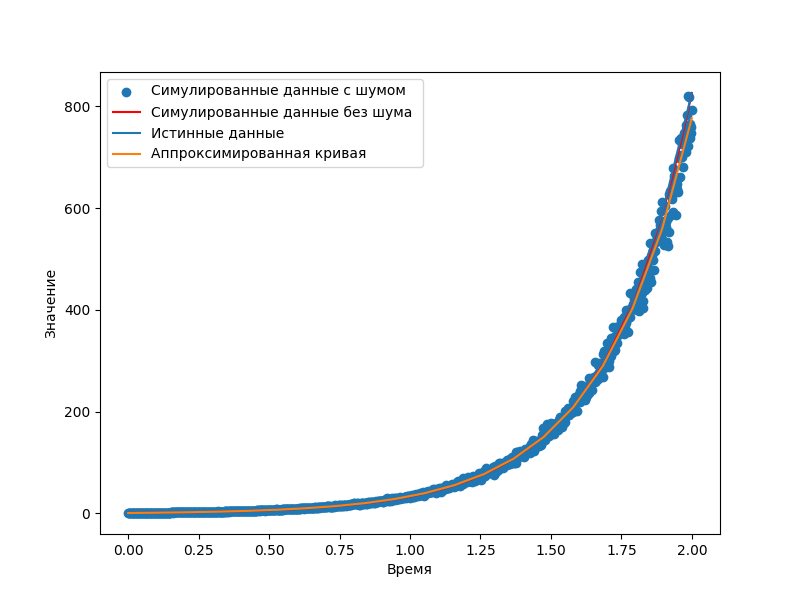 Симулированные данные с шумом
Симулированные данные без шума
Истинные данные
Аппроксимированная кривая
800
600
400
200
0
Значение
0.00 0.25 0.50 0.75 1.00 1.25 1.50 1.75 2.00
Время